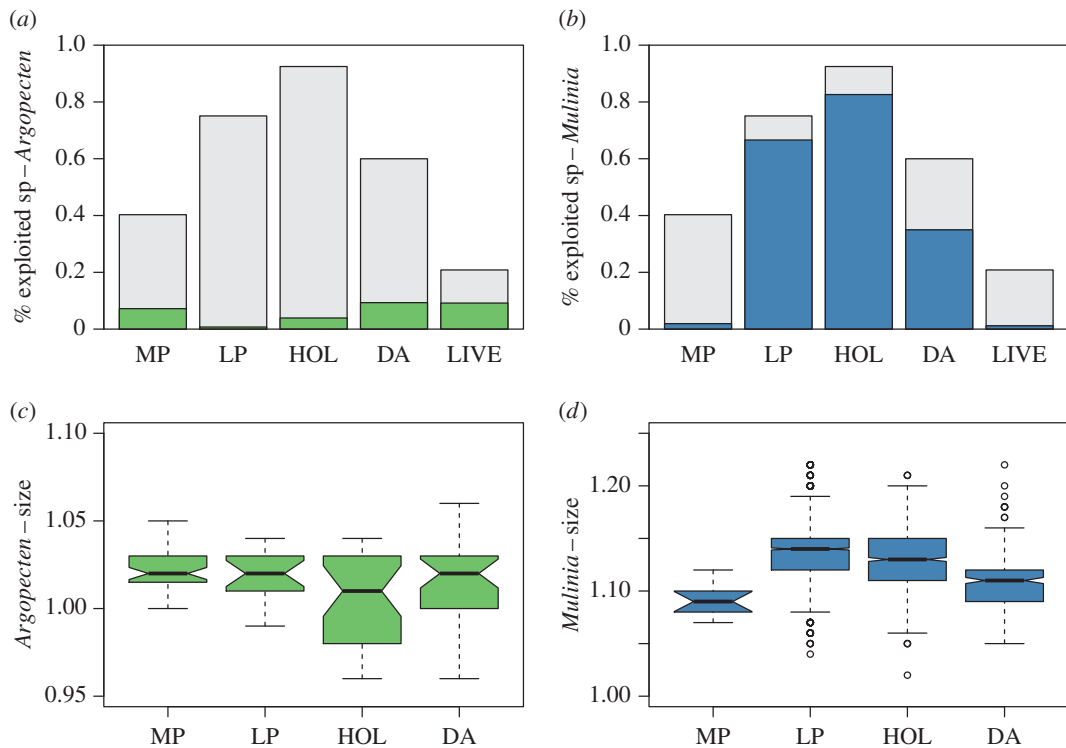 (a)
% exploited sp – Argopecten
1.0
0.8
0.6
0.4
0.2
0
MP LP HOL DA LIVE
(b)
% exploited sp – Mulinia
1.0
0.8
0.6
0.4
0.2
0
MP LP HOL DA LIVE
(c)
Argopecten – size
1.10
1.05
1.00
0.95
MP LP HOL DA
(d)
Mulinia – size
1.20
1.10
1.00
MP LP HOL DA